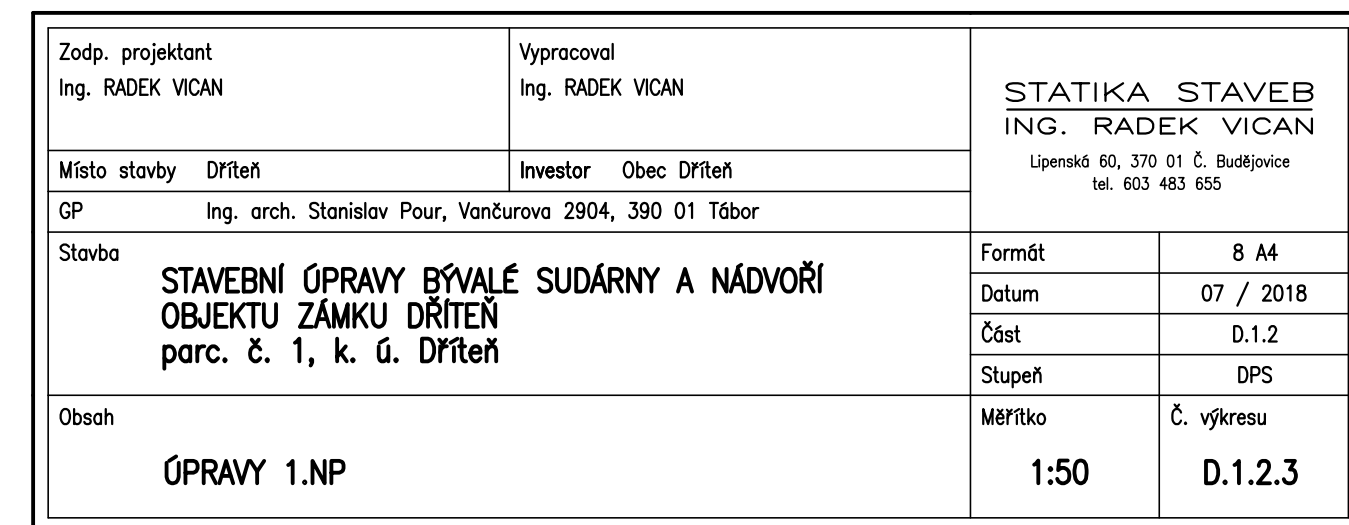 Zodp. projektant
Ing. RADEK VICAN
Vypracoval
Ing. RADEK VICAN
STATIKA STAVEB
ING. RADEK VICAN
Lipenská 60, 370 01 Č. Budějovice
tel. 603 483 655
Místo stavby Dříteň
Investor Obec Dříteň
GP Ing. arch. Stanislav Pour, Vančurova 2904, 390 01 Tábor
Stavba
STAVEBNÍ ÚPRAVY BÝVALÉ SUDÁRNY A NÁDVOŘÍ
OBJEKTU ZÁMKU DŘÍTEŇ
parc. č. 1, k. ú. Dříteň
Formát 8 A4
Datum 07 / 2018
Část D.1.2
Stupeň DPS
Obsah
ÚPRAVY 1.NP
Měřítko
1:50
Č. výkresu
D.1.2.3